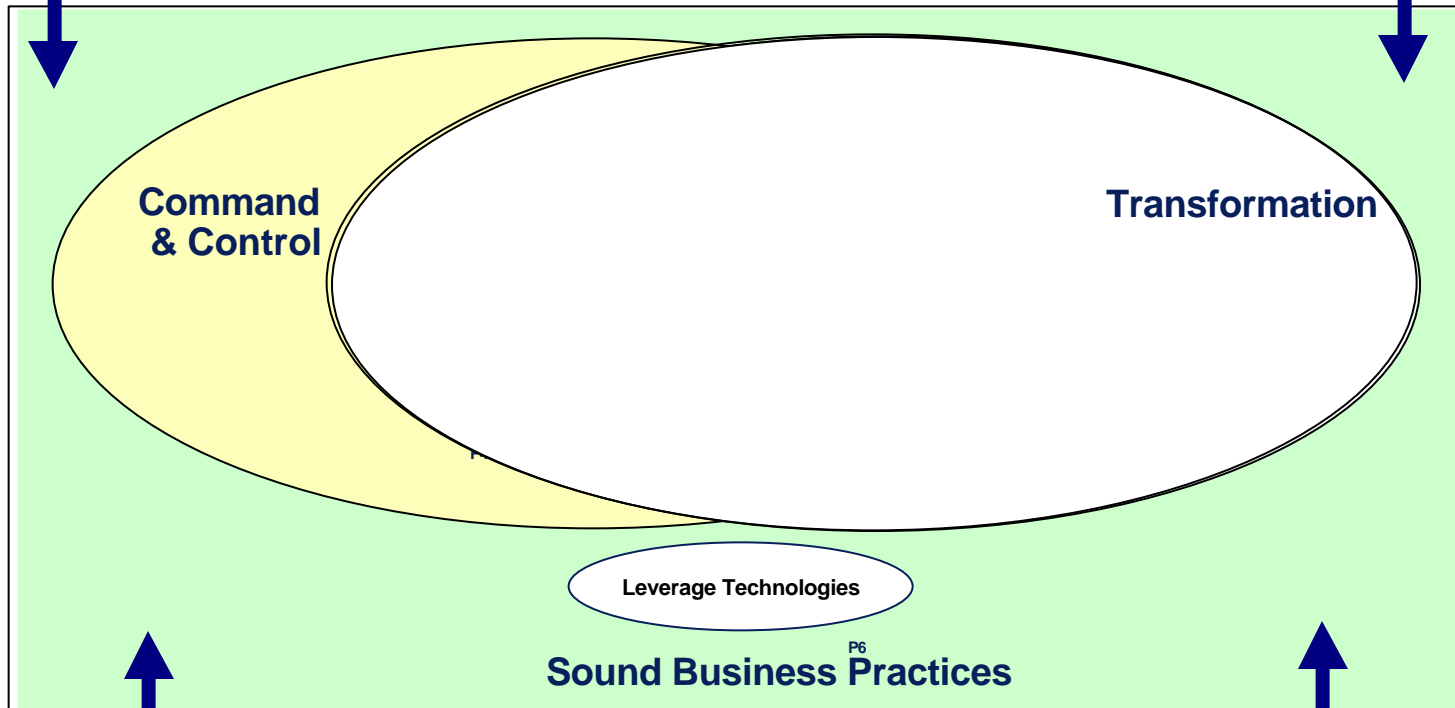 Command
& Control
Transformation
Leverage Technologies
P6
Sound Business Practices